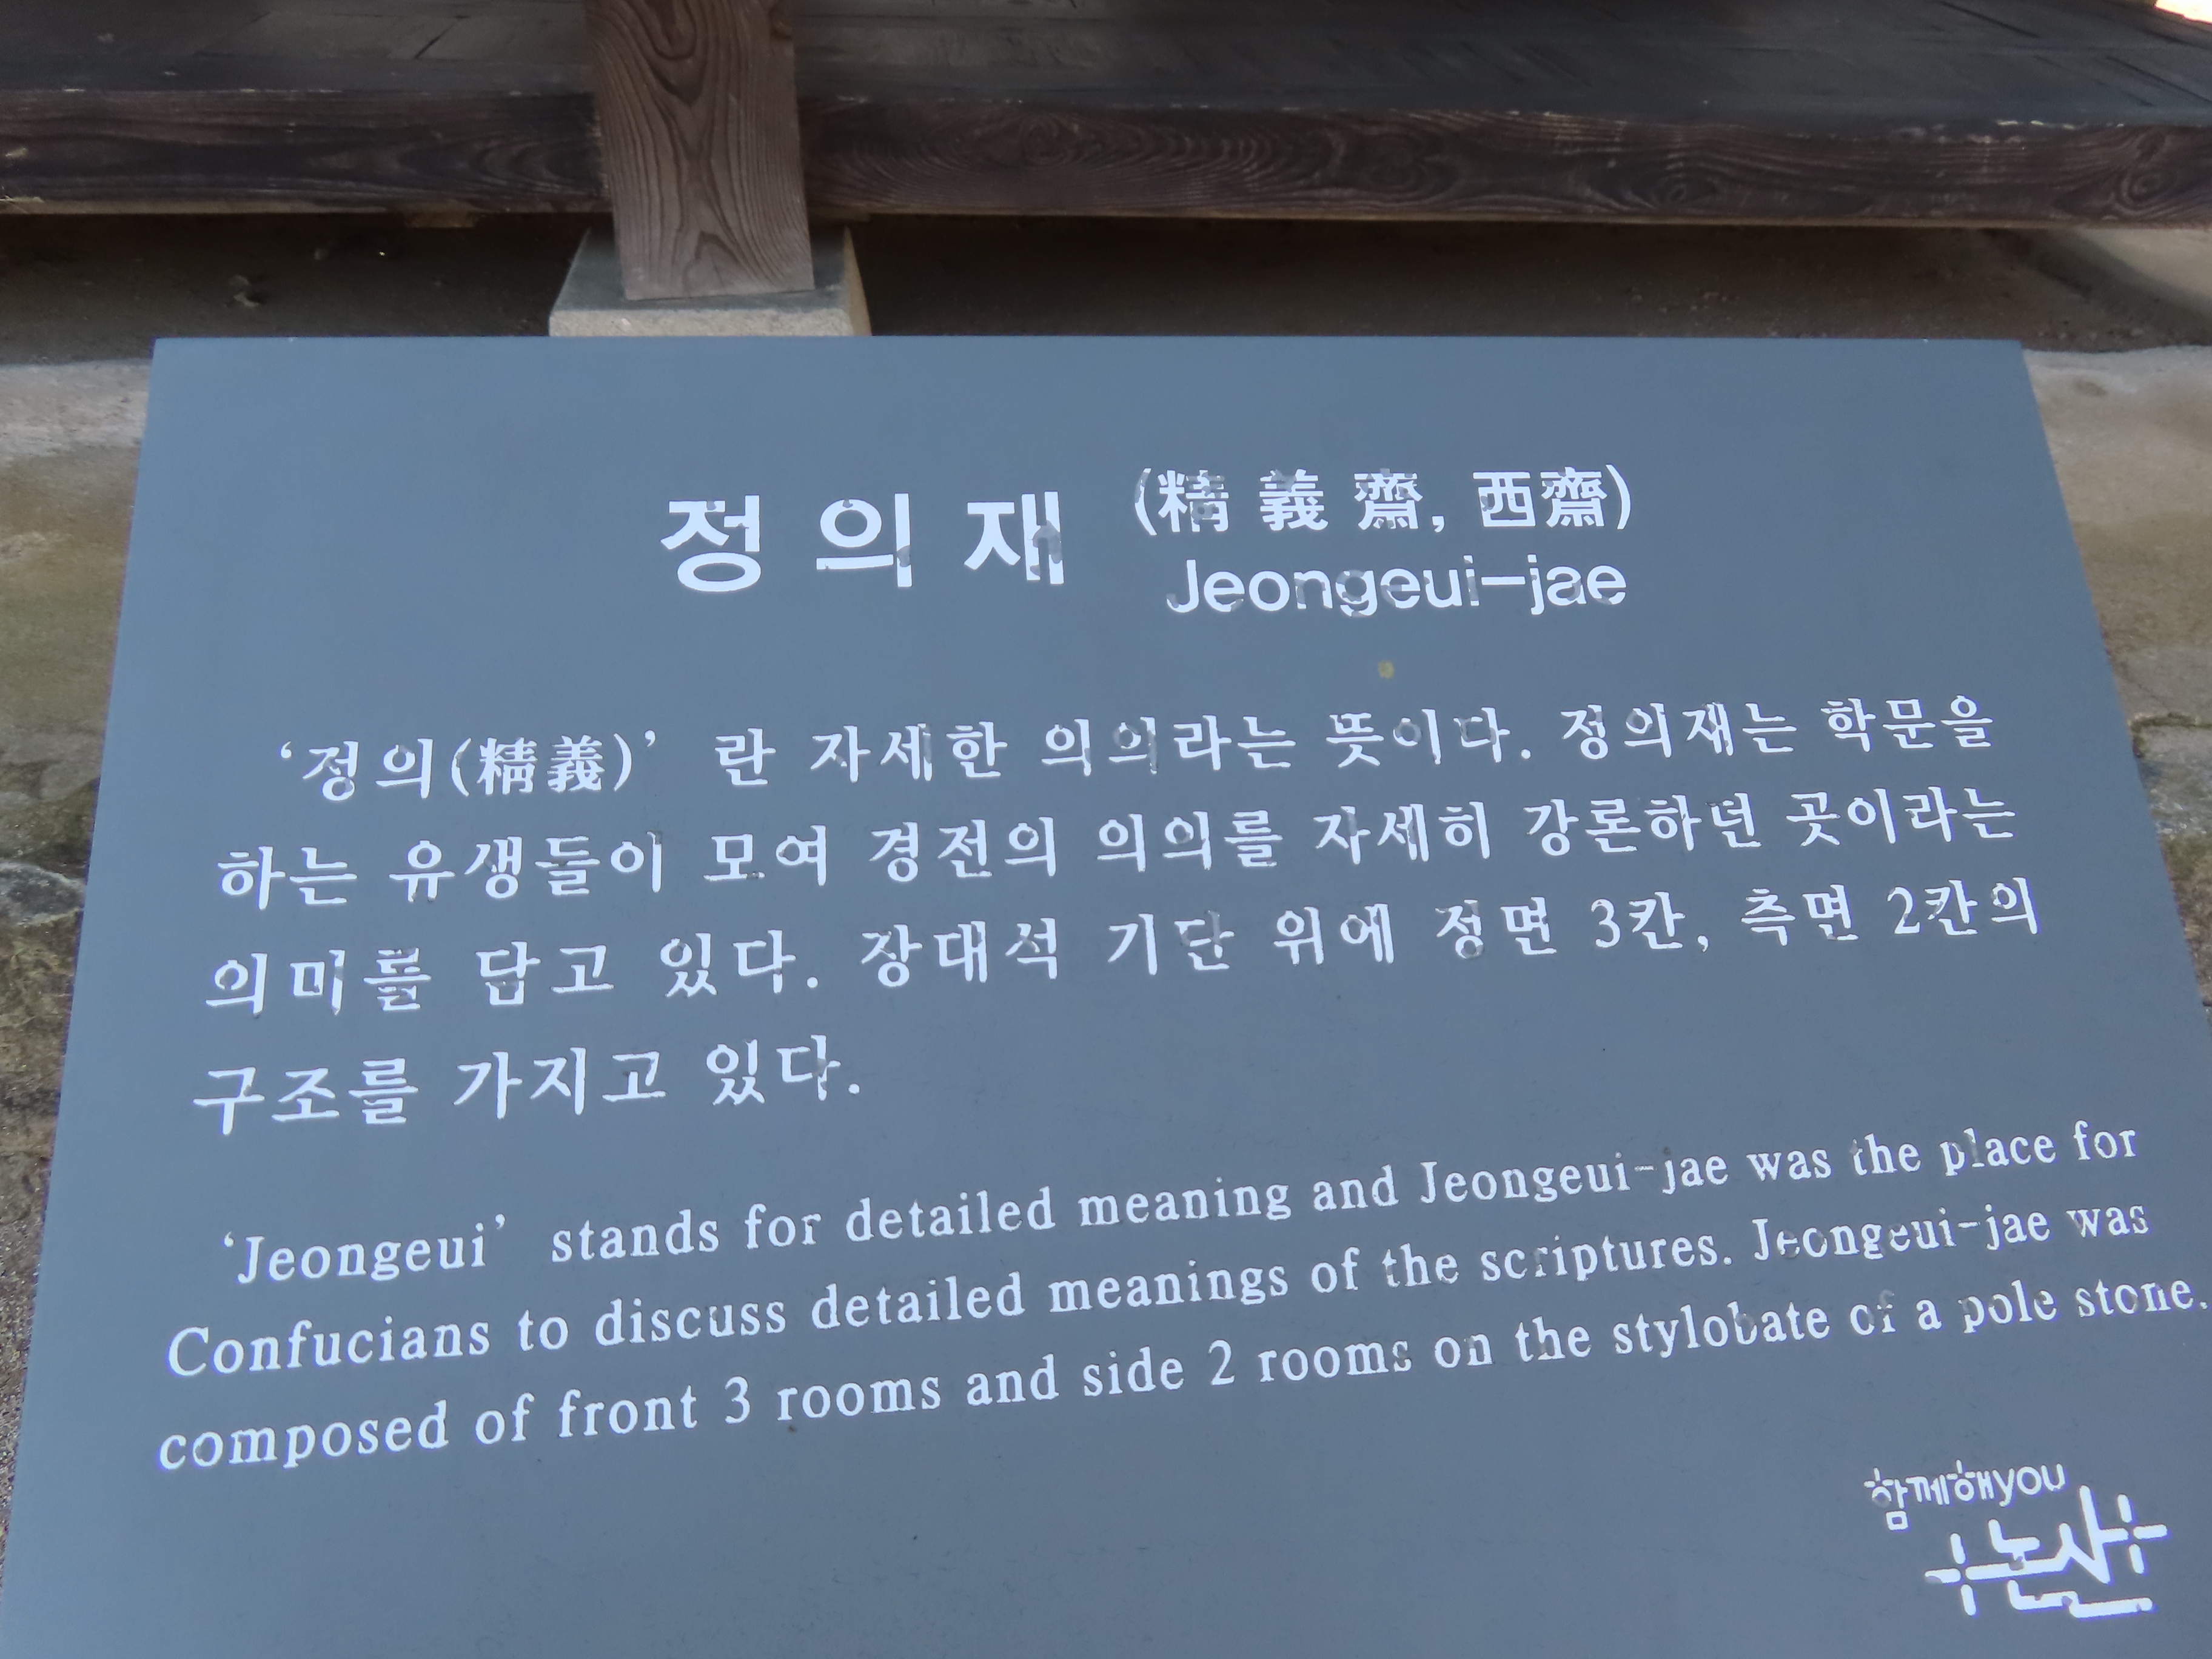 정의재 (精義齋, 西齋)
Jeongeui-jae
‘정의(精義)’ 란 자세한 의의라는 뜻이다. 정의재는 학문을
하는 유생들이 모여 경전의 의의를 자세히 강론하던 곳이라는
의미를 담고 있다. 장대석 기단 위에 정면 3칸, 측면 2칸의
구조를 가지고 있다.
‘Jeongeui’ stands for detailed meaning and Jeongeui-jae was the place for
Confucians to discuss detailed meanings of the scriptures. Jeongeui-jae was
composed of front 3 rooms and side 2 rooms on the stylobate of a pole stone.
함께해you
논산